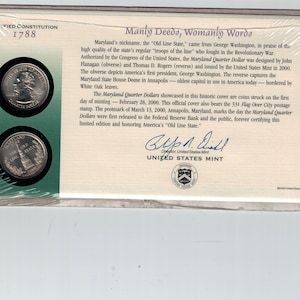 RATIFIED CONSTITUTION
1788
Manly Deeds, Womanly Words
Maryland's nickname, the "Old Line State," came from George Washington, in praise of the
high quality of the state's regular "troops of the line" who fought in the Revolutionary War.
Authorized by the Congress of the United States, the Maryland Quarter Dollar was designed by John
Flanagan (obverse) and Thomas D. Rogers (reverse) and issued by the United States Mint in 2000.
The obverse depicts America's first president, George Washington. The reverse captures the
Maryland State House Dome in Annapolis – oldest capitol in use in America today – bordered by
White Oak leaves.
The Maryland Quarter Dollars showcased in this historic cover are coins struck on the first
day of minting — February 28, 2000. This official cover also bears the 33¢ Flag Over City postage
stamp. The postmark of March 13, 2000, Annapolis, Maryland, marks the day the Maryland Quarter
Dollars were first released to the Federal Reserve Bank and the public, forever certifying this
limited edition and honoring America's "Old Line State."
Director, United States Mint
UNITED STATES MINT